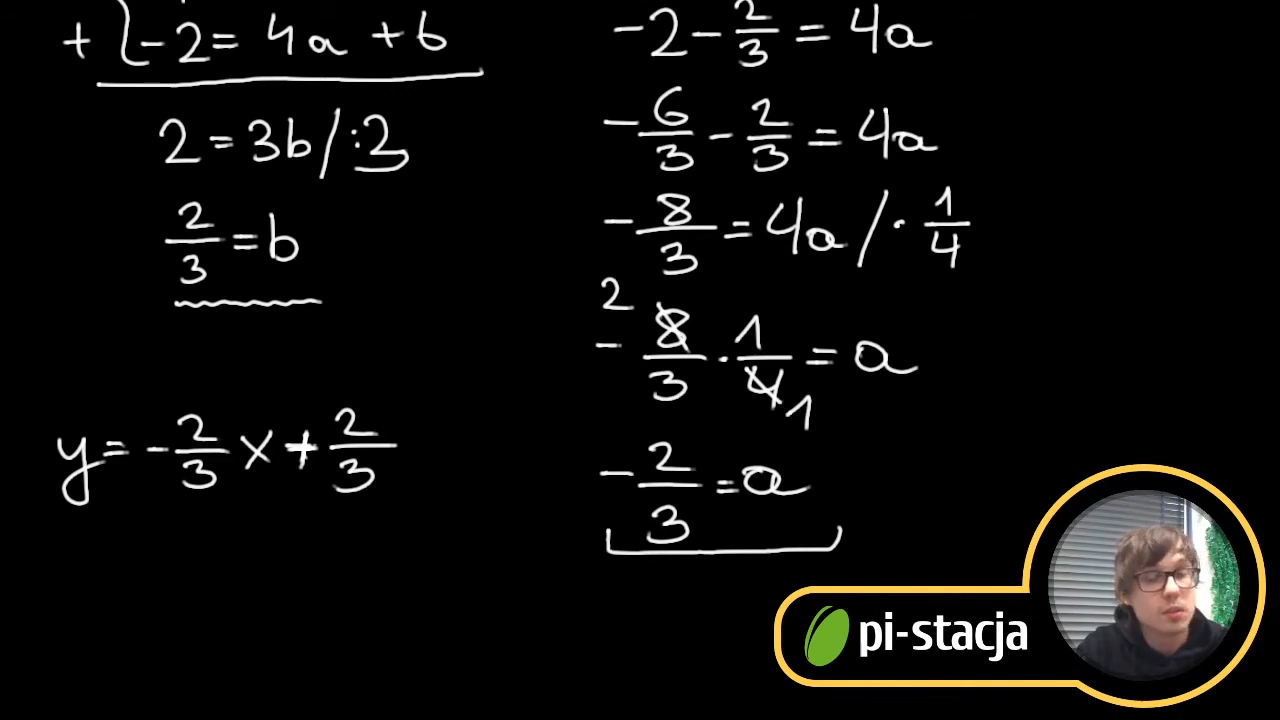 + { -2 = 4a + b
2 = 3b / :3
2/3 = b
y = -2/3 x + 2/3
-2 - 2/3 = 4a
-6/3 - 2/3 = 4a
-8/3 = 4a / · 1/4
2 1
-8/3 · 1/4 = a
-2/3 = a
pi-stacja